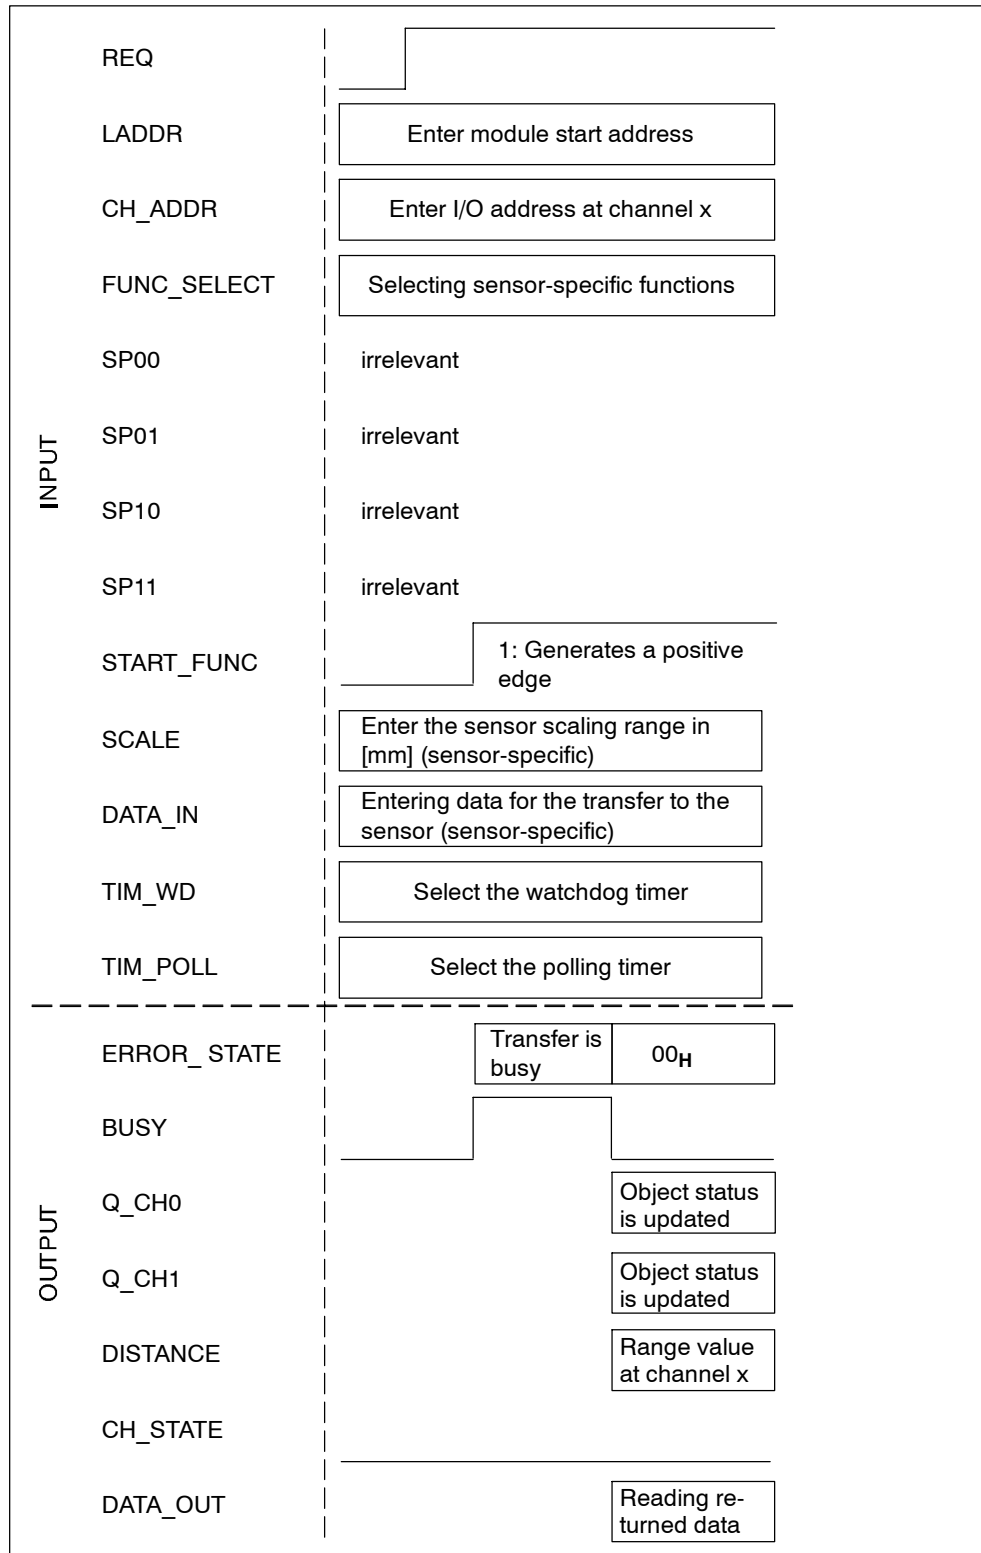 REQ
LADDR
Enter module start address
CH_ADDR
Enter I/O address at channel x
FUNC_SELECT
Selecting sensor-specific functions
SP00
irrelevant
SP01
irrelevant
INPUT
SP10
irrelevant
SP11
irrelevant
START_FUNC
1: Generates a positive
edge
SCALE
Enter the sensor scaling range in
[mm] (sensor-specific)
DATA_IN
Entering data for the transfer to the
sensor (sensor-specific)
TIM_WD
Select the watchdog timer
TIM_POLL
Select the polling timer
ERROR_ STATE
Transfer is
busy
00H
BUSY
Q_CH0
Object status
is updated
OUTPUT
Q_CH1
Object status
is updated
DISTANCE
Range value
at channel x
CH_STATE
DATA_OUT
Reading re-
turned data